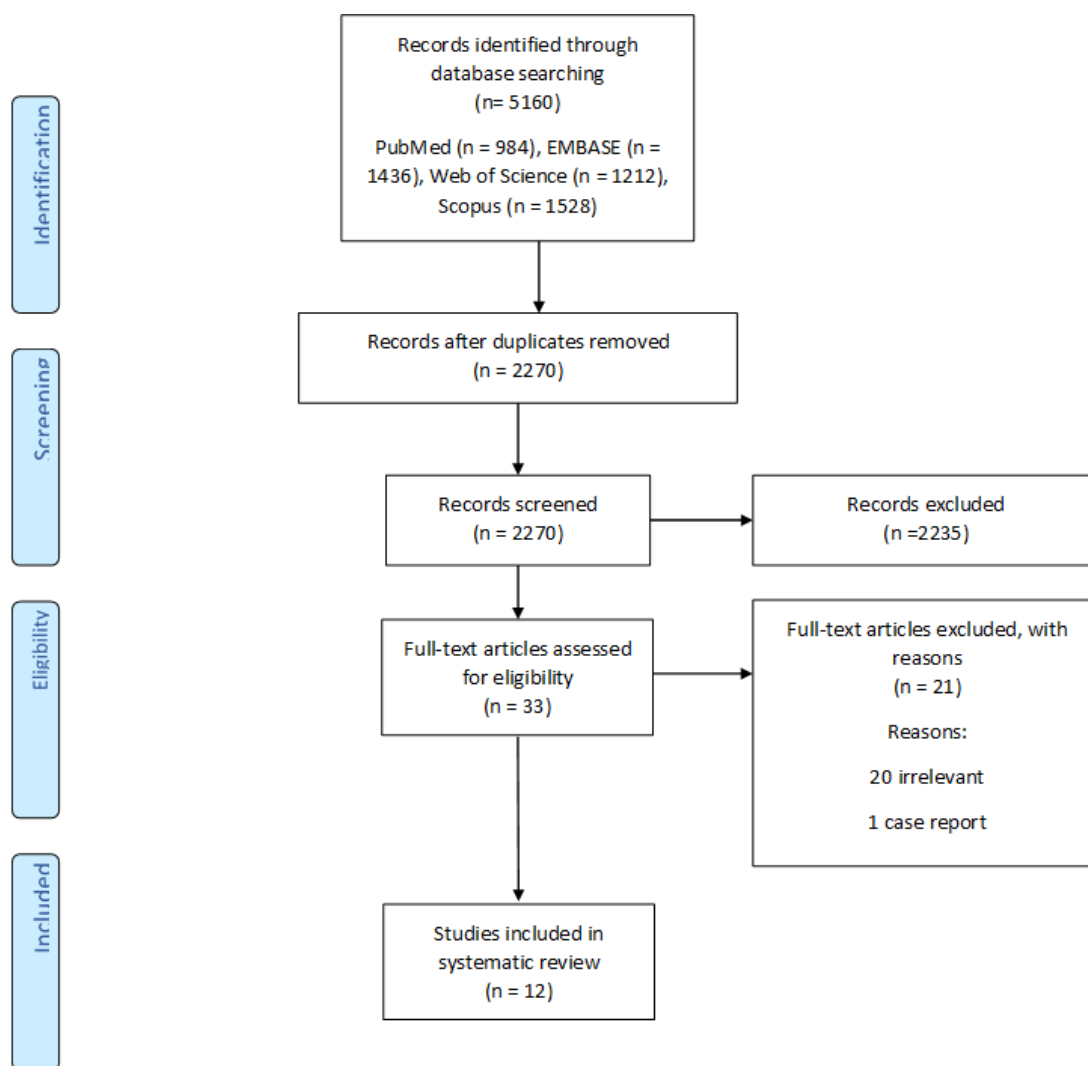 Identification
Records identified through
database searching
(n= 5160)
PubMed (n = 984), EMBASE (n =
1436), Web of Science (n = 1212),
Scopus (n = 1528)
Screening
Records after duplicates removed
(n = 2270)
Records screened
(n = 2270)
Records excluded
(n =2235)
Eligibility
Full-text articles assessed
for eligibility
(n = 33)
Full-text articles excluded, with
reasons
(n = 21)
Reasons:
20 irrelevant
1 case report
Included
Studies included in
systematic review
(n = 12)